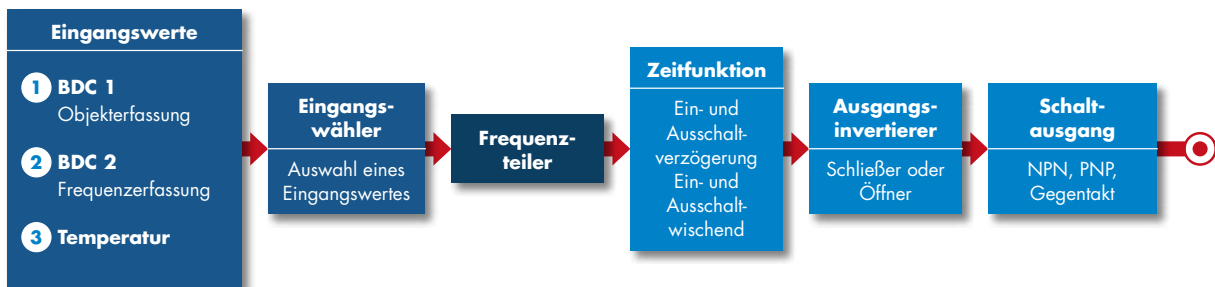 Eingangswerte
1 BDC 1
Objekterfassung
2 BDC 2
Frequenzerfassung
3 Temperatur
Eingangs-
wähler
Auswahl eines
Eingangswertes
Frequenz-
teiler
Zeitfunktion
Ein- und
Ausschalt-
verzögerung
Ein- und
Ausschalt-
wischend
Ausgangs-
invertierer
Schließer oder
Öffner
Schalt-
ausgang
NPN, PNP,
Gegentakt